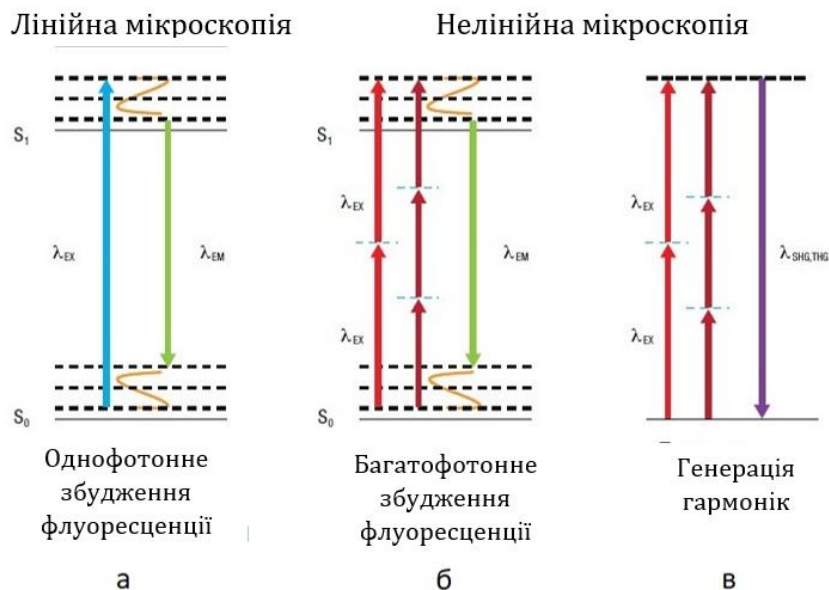 Лінійна мікроскопія
Нелінійна мікроскопія
S1
λEX
λEM
S0
S1
λEX
λEX
λEM
S0
λEX
λEX
λSHG,THG
Однофотонне
збудження
флуоресценції
Багатофотонне
збудження
флуоресценції
Генерація
гармонік
а
б
в